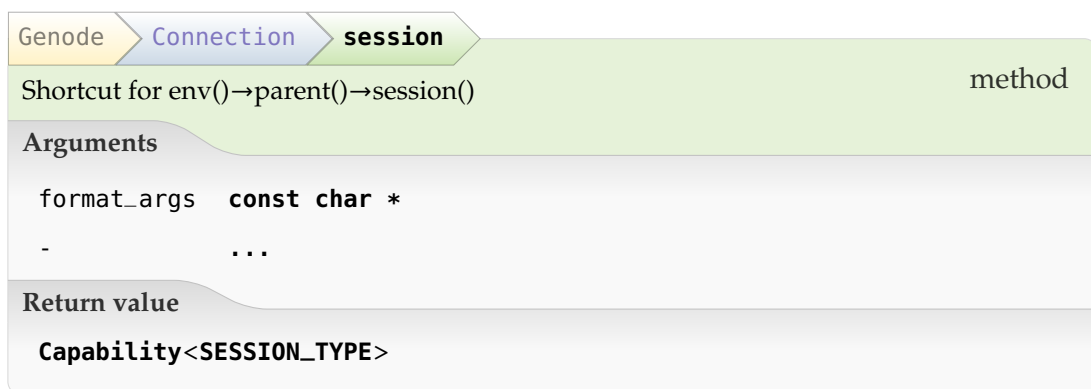 Genode Connection session
Shortcut for env()→parent()→session() method
Arguments
format_args const char *
- ...
Return value
Capability<SESSION_TYPE>